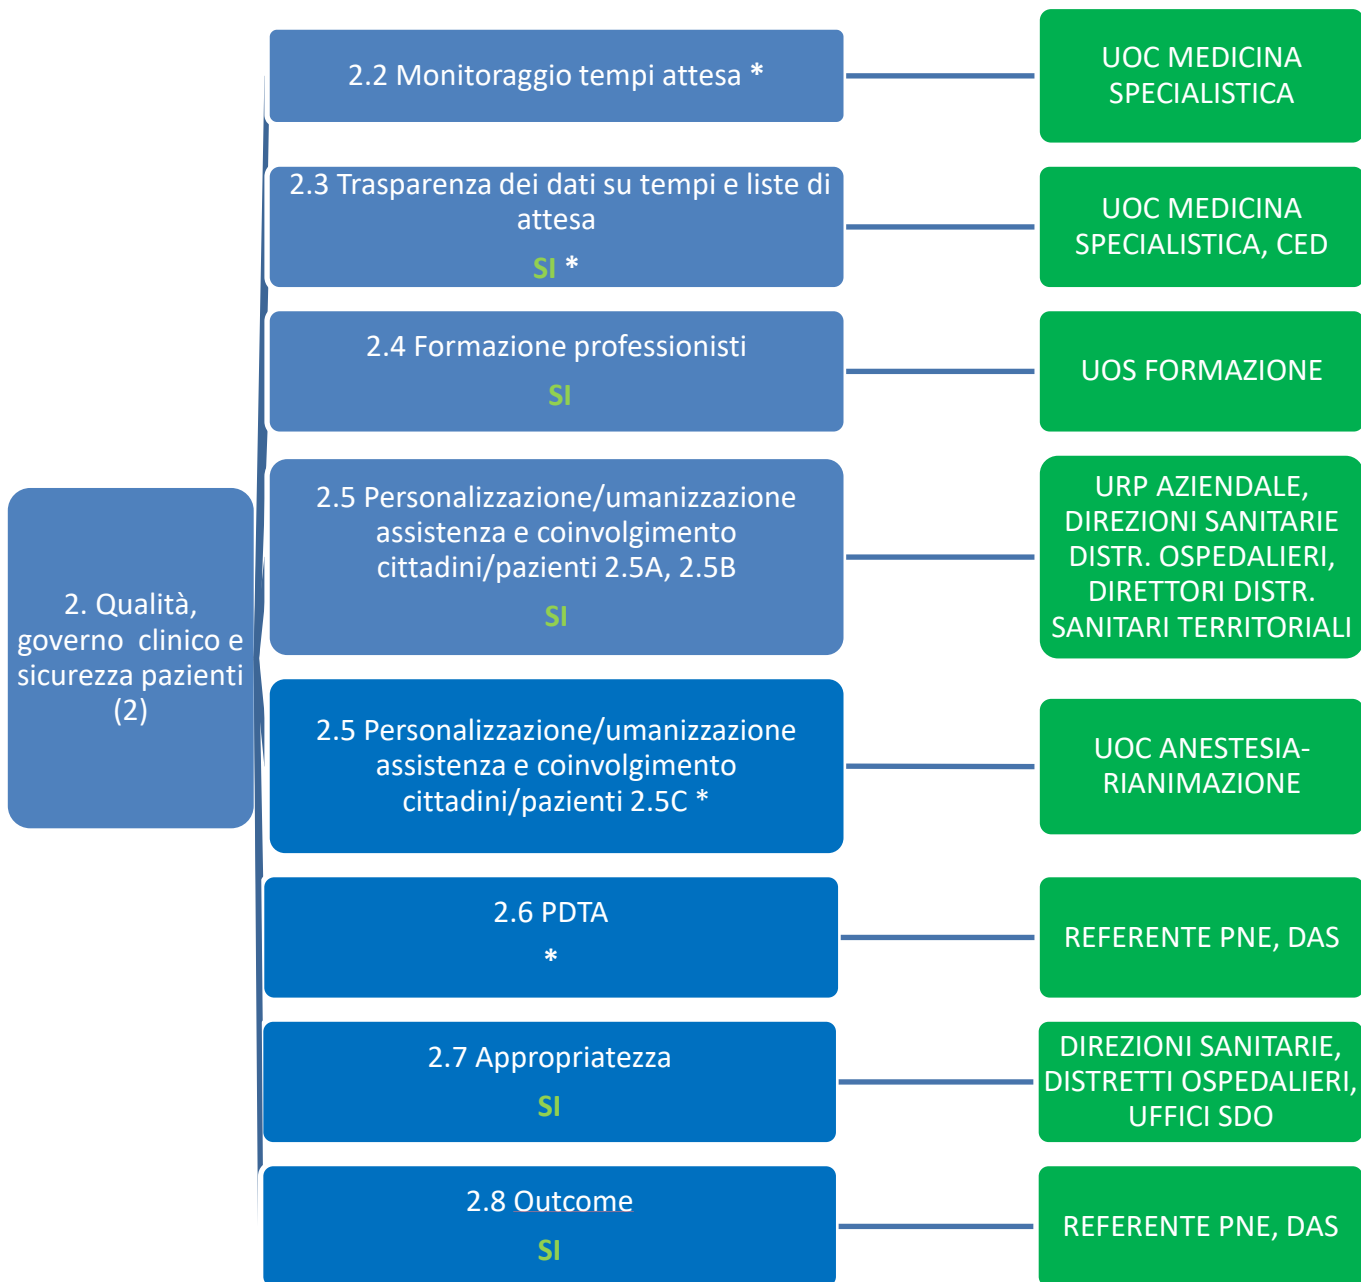 2. Qualità,
governo clinico e
sicurezza pazienti
(2)
2.2 Monitoraggio tempi attesa *
UOC MEDICINA
SPECIALISTICA
2.3 Trasparenza dei dati su tempi e liste di
attesa
SI *
UOC MEDICINA
SPECIALISTICA, CED
2.4 Formazione professionisti
SI
UOS FORMAZIONE
2.5 Personalizzazione/umanizzazione
assistenza e coinvolgimento
cittadini/pazienti 2.5A, 2.5B
SI
URP AZIENDALE,
DIREZIONI SANITARIE
DISTR. OSPEDALIERI,
DIRETTORI DISTR.
SANITARI TERRITORIALI
2.5 Personalizzazione/umanizzazione
assistenza e coinvolgimento
cittadini/pazienti 2.5C *
UOC ANESTESIA-
RIANIMAZIONE
2.6 PDTA
*
REFERENTE PNE, DAS
2.7 Appropriatezza
SI
DIREZIONI SANITARIE,
DISTRETTI OSPEDALIERI,
UFFICI SDO
2.8 Outcome
SI
REFERENTE PNE, DAS